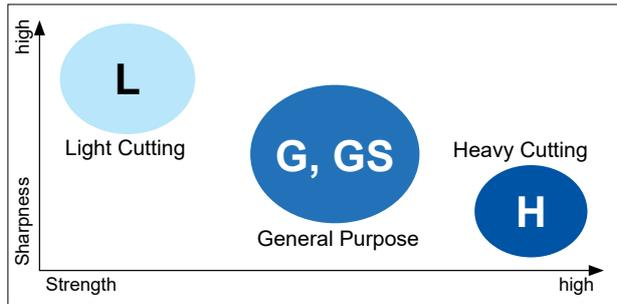 high
L
Light Cutting
G, GS
General Purpose
Heavy Cutting
H
Sharpness
Strength
high